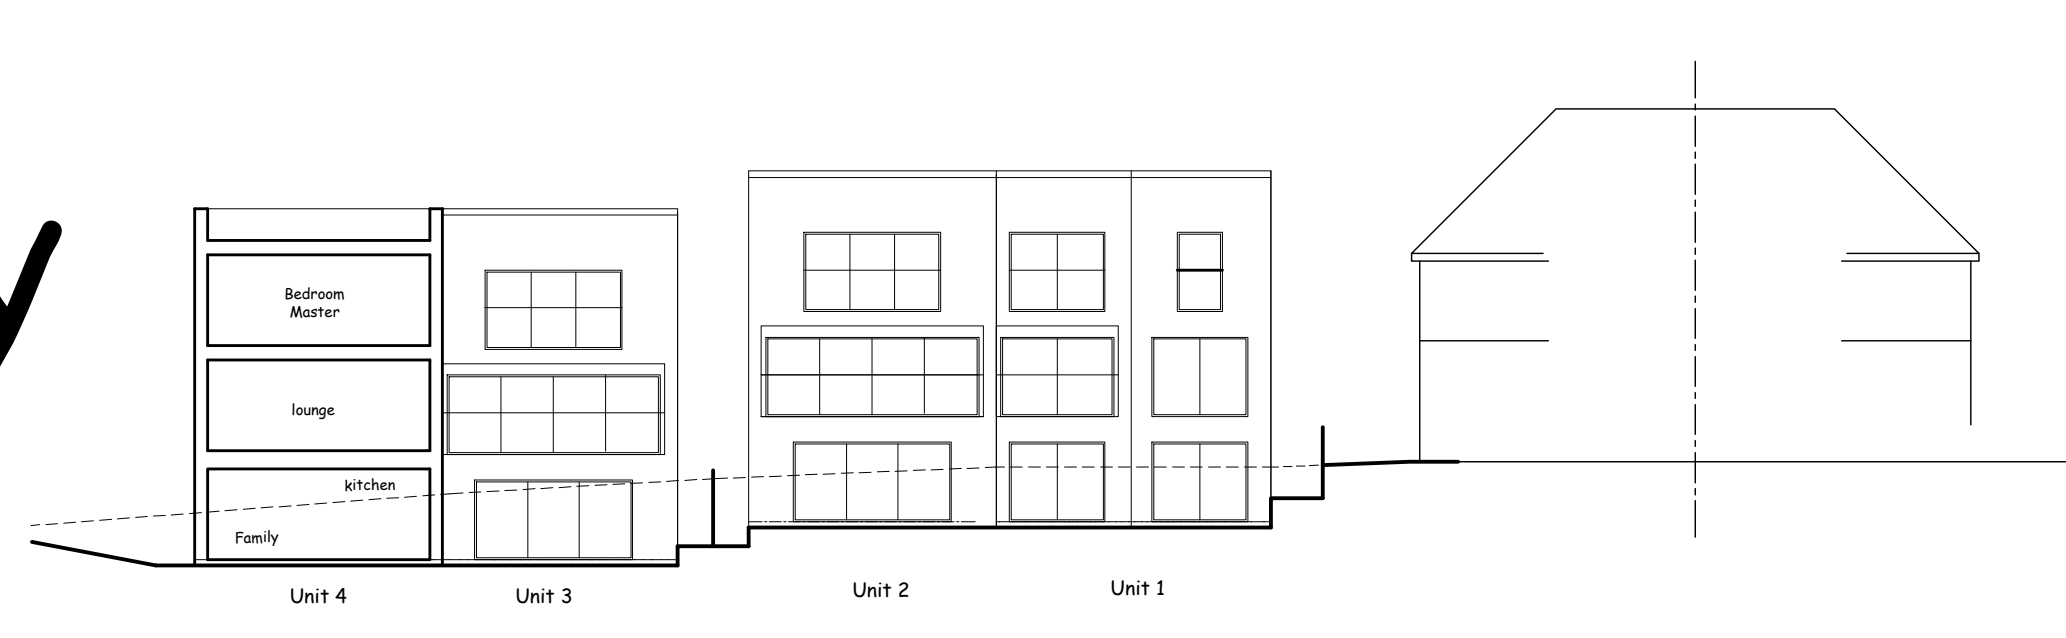 Bedroom
Master
lounge
kitchen
Family
Unit 4
Unit 3
Unit 2
Unit 1